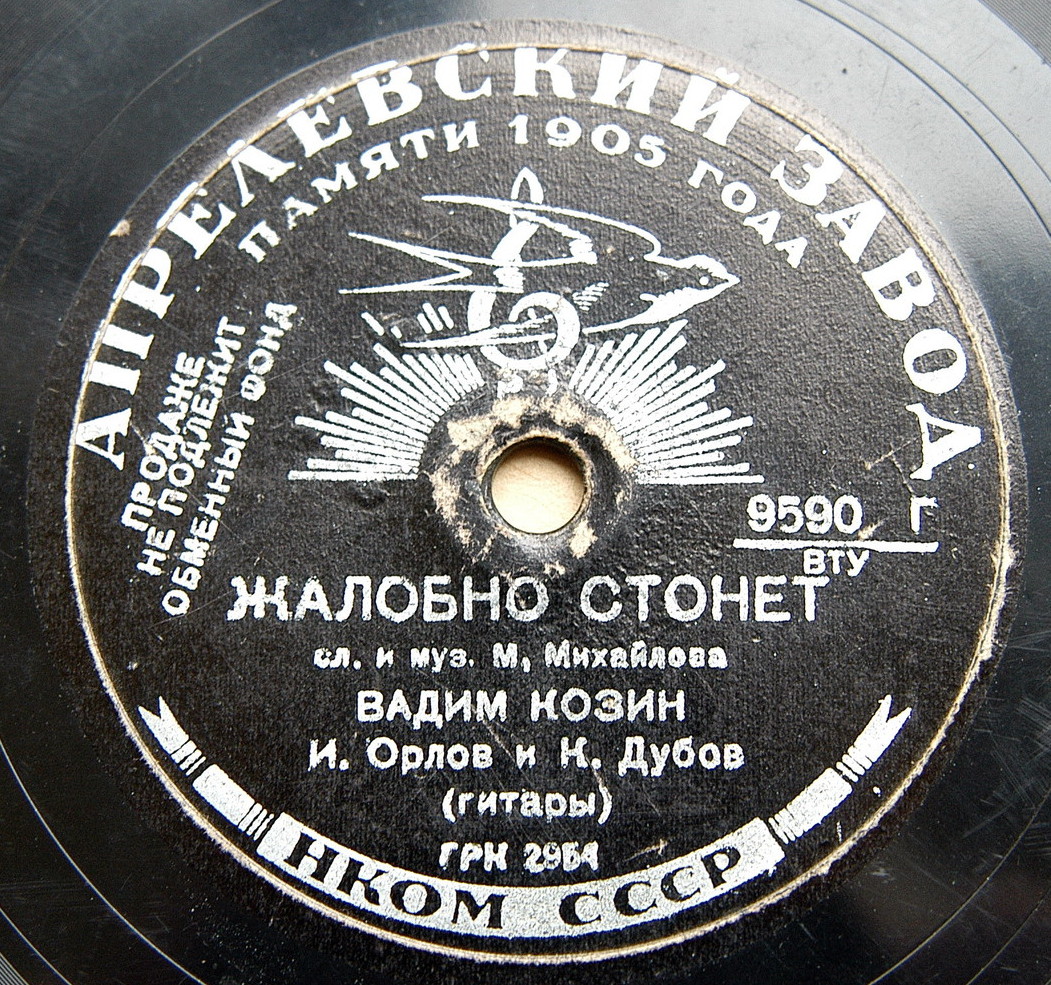 АПРЕЛЕВСКИЙ ЗАВОД
ПАМЯТИ 1905 ГОДА
ПРОДАЖЕ
НЕ ПОДЛЕЖИТ
ОБМЕННЫЙ ФОНД
9590 Г
ВТУ
ЖАЛОБНО СТОНЕТ
сл. и муз. М. Михайлова
ВАДИМ КОЗИН
И. Орлов и К. Дубов
(гитары)
ГРК
НКОМ СССР